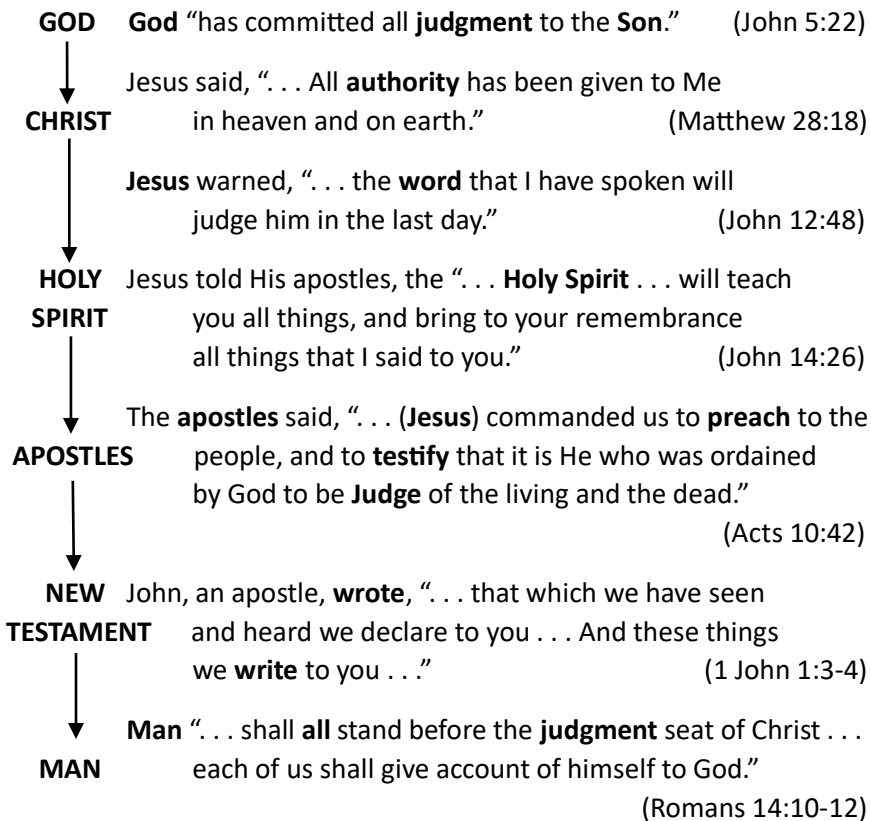 GOD God “has committed all judgment to the Son.” (John 5:22)
Jesus said, “. . . All authority has been given to Me
CHRIST in heaven and on earth.” (Matthew 28:18)
Jesus warned, “. . . the word that I have spoken will
judge him in the last day.” (John 12:48)
HOLY Jesus told His apostles, the “. . . Holy Spirit . . . will teach
SPIRIT you all things, and bring to your remembrance
all things that I said to you.” (John 14:26)
The apostles said, “. . . (Jesus) commanded us to preach to the
APOSTLES people, and to testify that it is He who was ordained
by God to be Judge of the living and the dead.”
(Acts 10:42)
NEW John, an apostle, wrote, “. . . that which we have seen
TESTAMENT and heard we declare to you . . . And these things
we write to you . . .” (1 John 1:3-4)
Man “. . . shall all stand before the judgment seat of Christ . . .
MAN each of us shall give account of himself to God.”
(Romans 14:10-12)